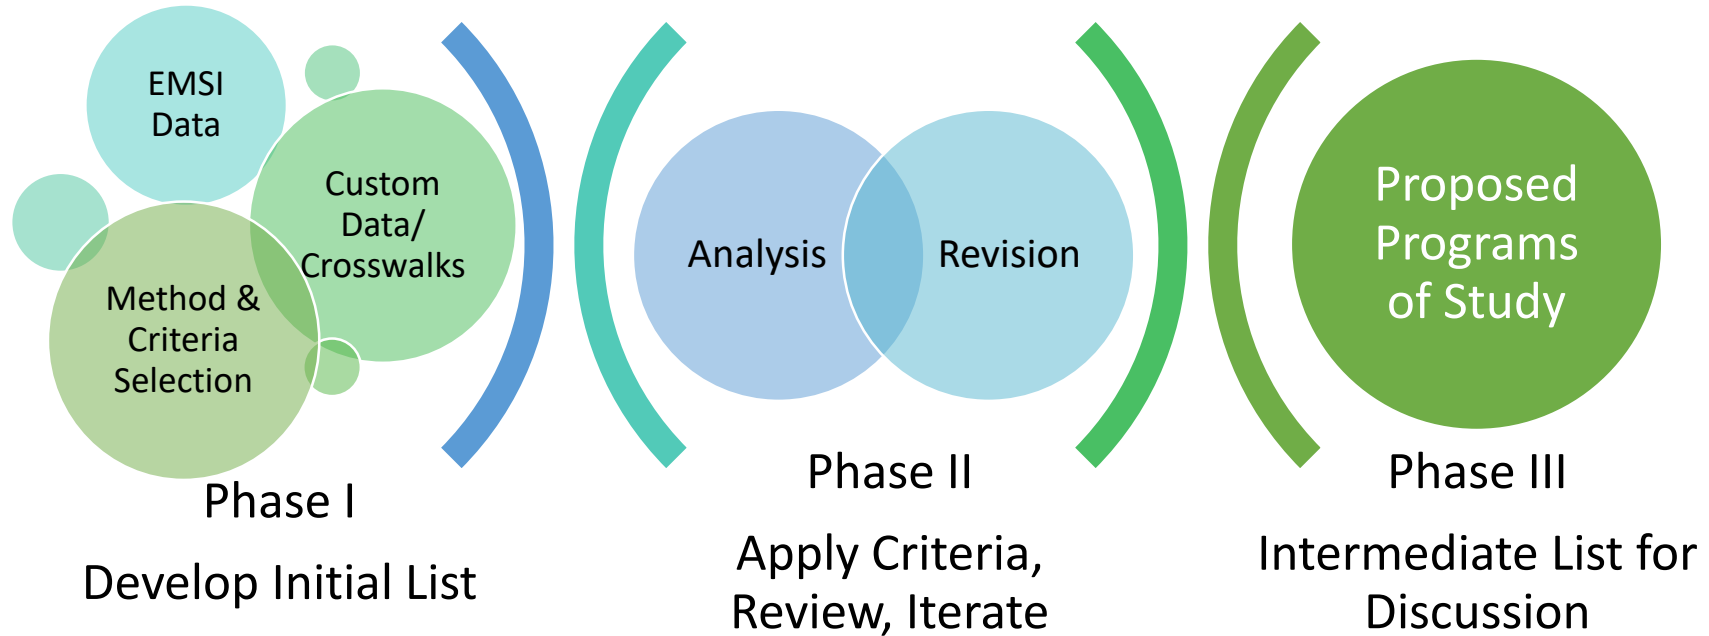 EMSI
Data
Custom
Data/
Crosswalks
Method &
Criteria
Selection
Phase I
Develop Initial List
Analysis
Revision
Phase II
Apply Criteria,
Review, Iterate
Proposed
Programs
of Study
Phase III
Intermediate List for
Discussion